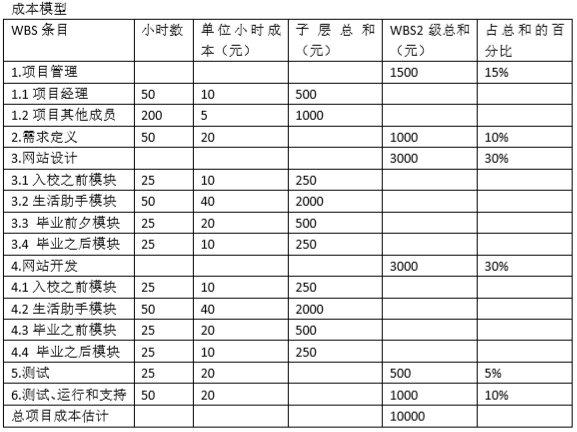 成本模型
WBS 条目 小时数 单位小时成本（元） 子层总和（元） WBS2 级总和（元） 占总和的百分比
1.项目管理 1500 15%
1.1 项目经理 50 10 500
1.2 项目其他成员 200 5 1000
2.需求定义 50 20 1000 10%
3.网站设计 3000 30%
3.1 入校之前模块 25 10 250
3.2 生活助手模块 50 40 2000
3.3 毕业前夕模块 25 20 500
3.4 毕业之后模块 25 10 250
4.网站开发 3000 30%
4.1 入校之前模块 25 10 250
4.2 生活助手模块 50 40 2000
4.3 毕业之前模块 25 20 500
4.4 毕业之后模块 25 10 250
5.测试 25 20 500 5%
6.测试、运行和支持 50 20 1000 10%
总项目成本估计 10000